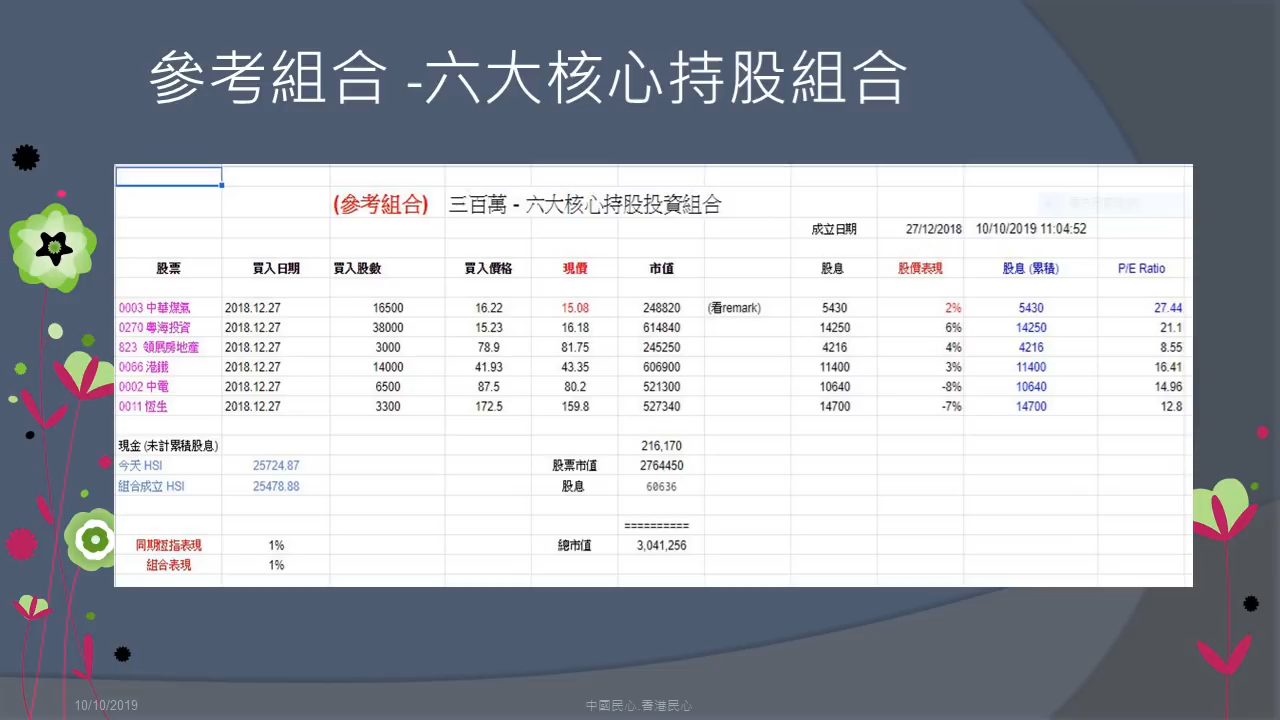 參考組合 -六大核心持股組合
(參考組合) 三百萬 - 六大核心持股投資組合
成立日期 27/12/2018 10/10/2019 11:04:52
股票 買入日期 買入股數 買入價格 現價 市值 股息 股價表現 股息 (累積) P/E Ratio
0003 中華煤氣 2018.12.27 16500 16.22 15.08 248820 (看remark) 5430 2% 5430 27.44
0270 粵海投資 2018.12.27 38000 15.23 16.18 614840 14250 6% 14250 21.1
823 領展房地產 2018.12.27 3000 78.9 81.75 245250 4216 4% 4216 8.55
0066 港鐵 2018.12.27 14000 41.93 43.35 606900 11400 3% 11400 16.41
0002 中電 2018.12.27 6500 87.5 80.2 521300 10640 -8% 10640 14.96
0011 恆生 2018.12.27 3300 172.5 159.8 527340 14700 -7% 14700 12.8
現金 (未計累積股息) 216,170
今天 HSI 25724.87 股票市值 2764450
組合成立 HSI 25478.88 股息 60636
==========
同期恆指表現 1% 總市值 3,041,256
組合表現 1%
10/10/2019 中國民心.香港民心